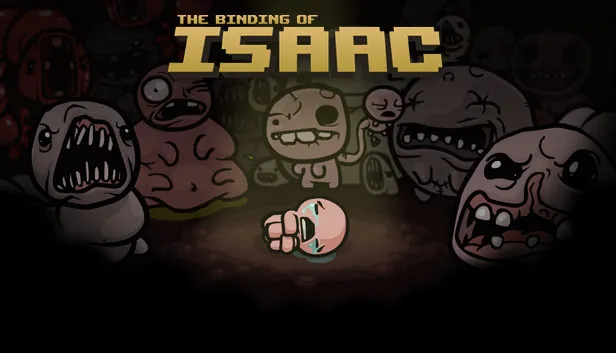 THE BINDING OF
ISAAC